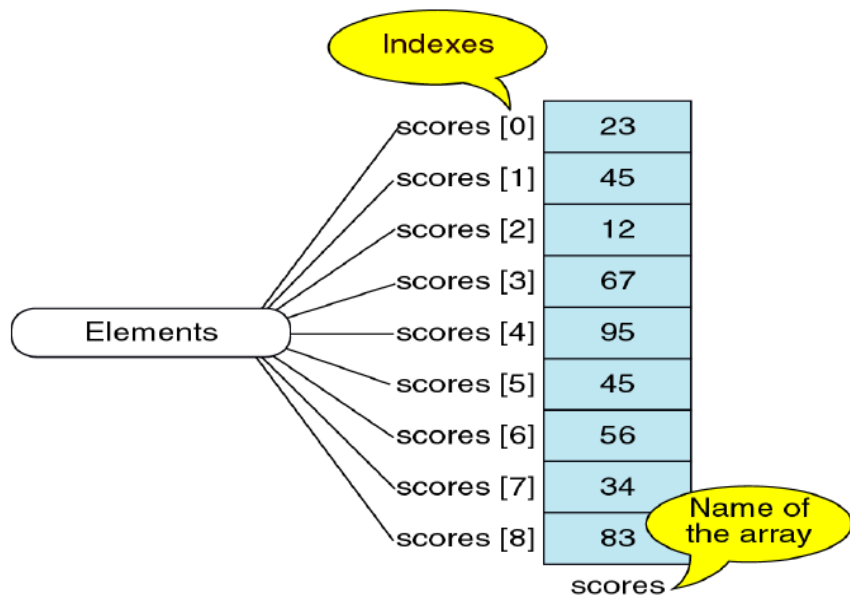 Indexes
scores [0] 23
scores [1] 45
scores [2] 12
scores [3] 67
Elements
scores [4] 95
scores [5] 45
scores [6] 56
scores [7] 34
scores [8] 83
Name of
the array
scores